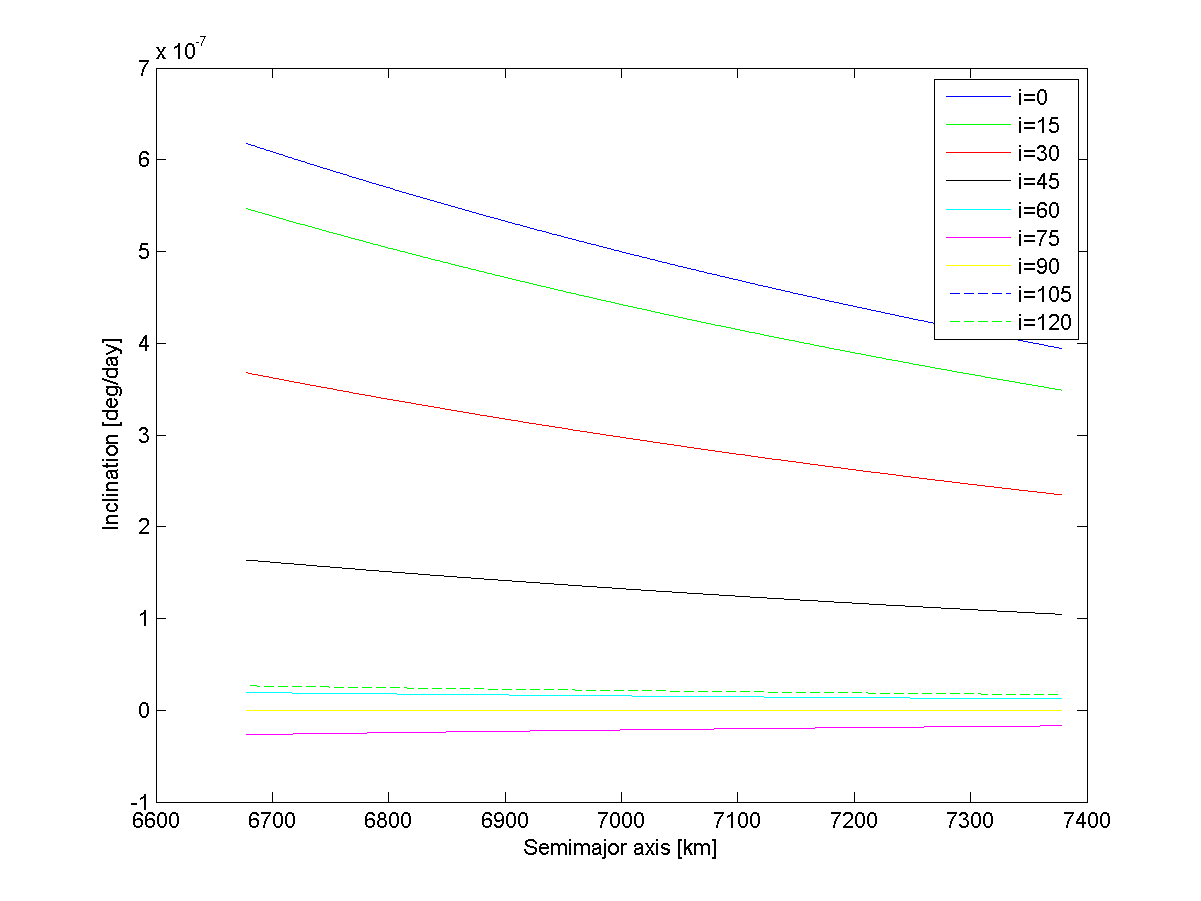 x 10-7
7
6
5
4
3
2
1
0
-1
6600 6700 6800 6900 7000 7100 7200 7300 7400
Semimajor axis [km]
Inclination [deg/day]
i=0
i=15
i=30
i=45
i=60
i=75
i=90
i=105
i=120